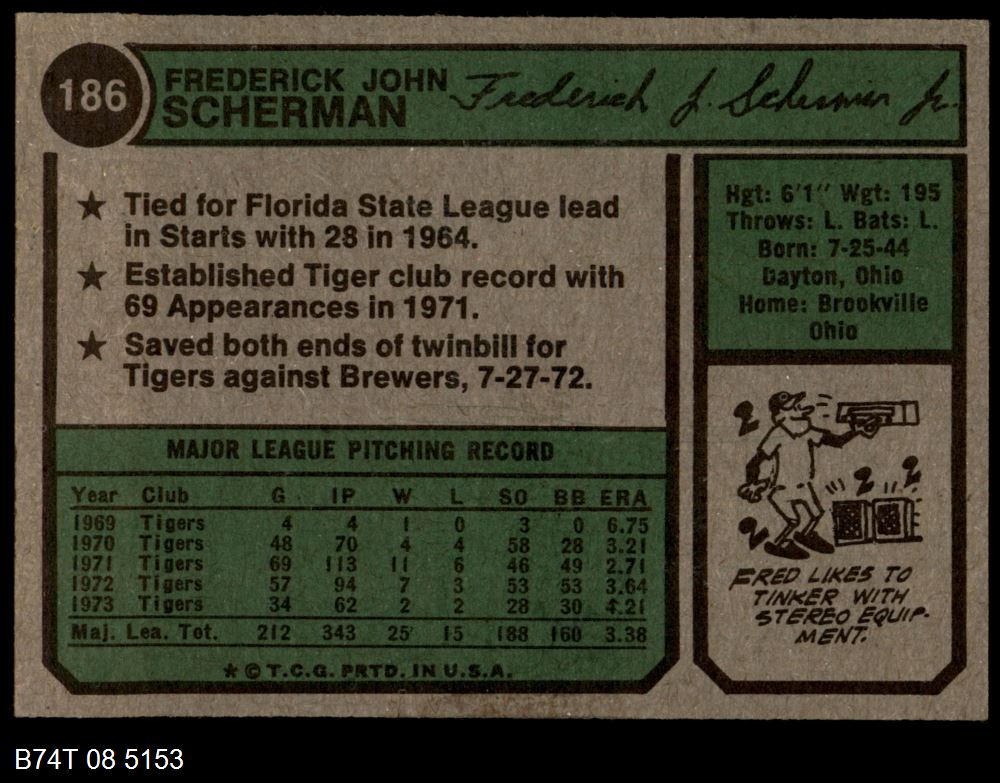 186
FREDERICK JOHN
SCHERMAN
Frederick J. Scherman Jr.
★ Tied for Florida State League lead
in Starts with 28 in 1964.
★ Established Tiger club record with
69 Appearances in 1971.
★ Saved both ends of twinbill for
Tigers against Brewers, 7-27-72.
Hgt: 6'1" Wgt: 195
Throws: L. Bats: L.
Born: 7-25-44
Dayton, Ohio
Home: Brookville
Ohio
MAJOR LEAGUE PITCHING RECORD
Year Club G IP W L SO BB ERA
1969 Tigers 4 4 1 0 3 0 6.75
1970 Tigers 48 70 4 4 58 28 3.21
1971 Tigers 69 113 11 6 46 49 2.71
1972 Tigers 57 94 7 3 53 53 3.64
1973 Tigers 34 62 2 2 28 30 4.21
Maj. Lea. Tot. 212 343 25 15 188 160 3.38
★ © T.C.G. PRTD. IN U.S.A.
2
2 2
2
FRED LIKES TO
TINKER WITH
STEREO EQUIP-
MENT.
B74T 08 5153